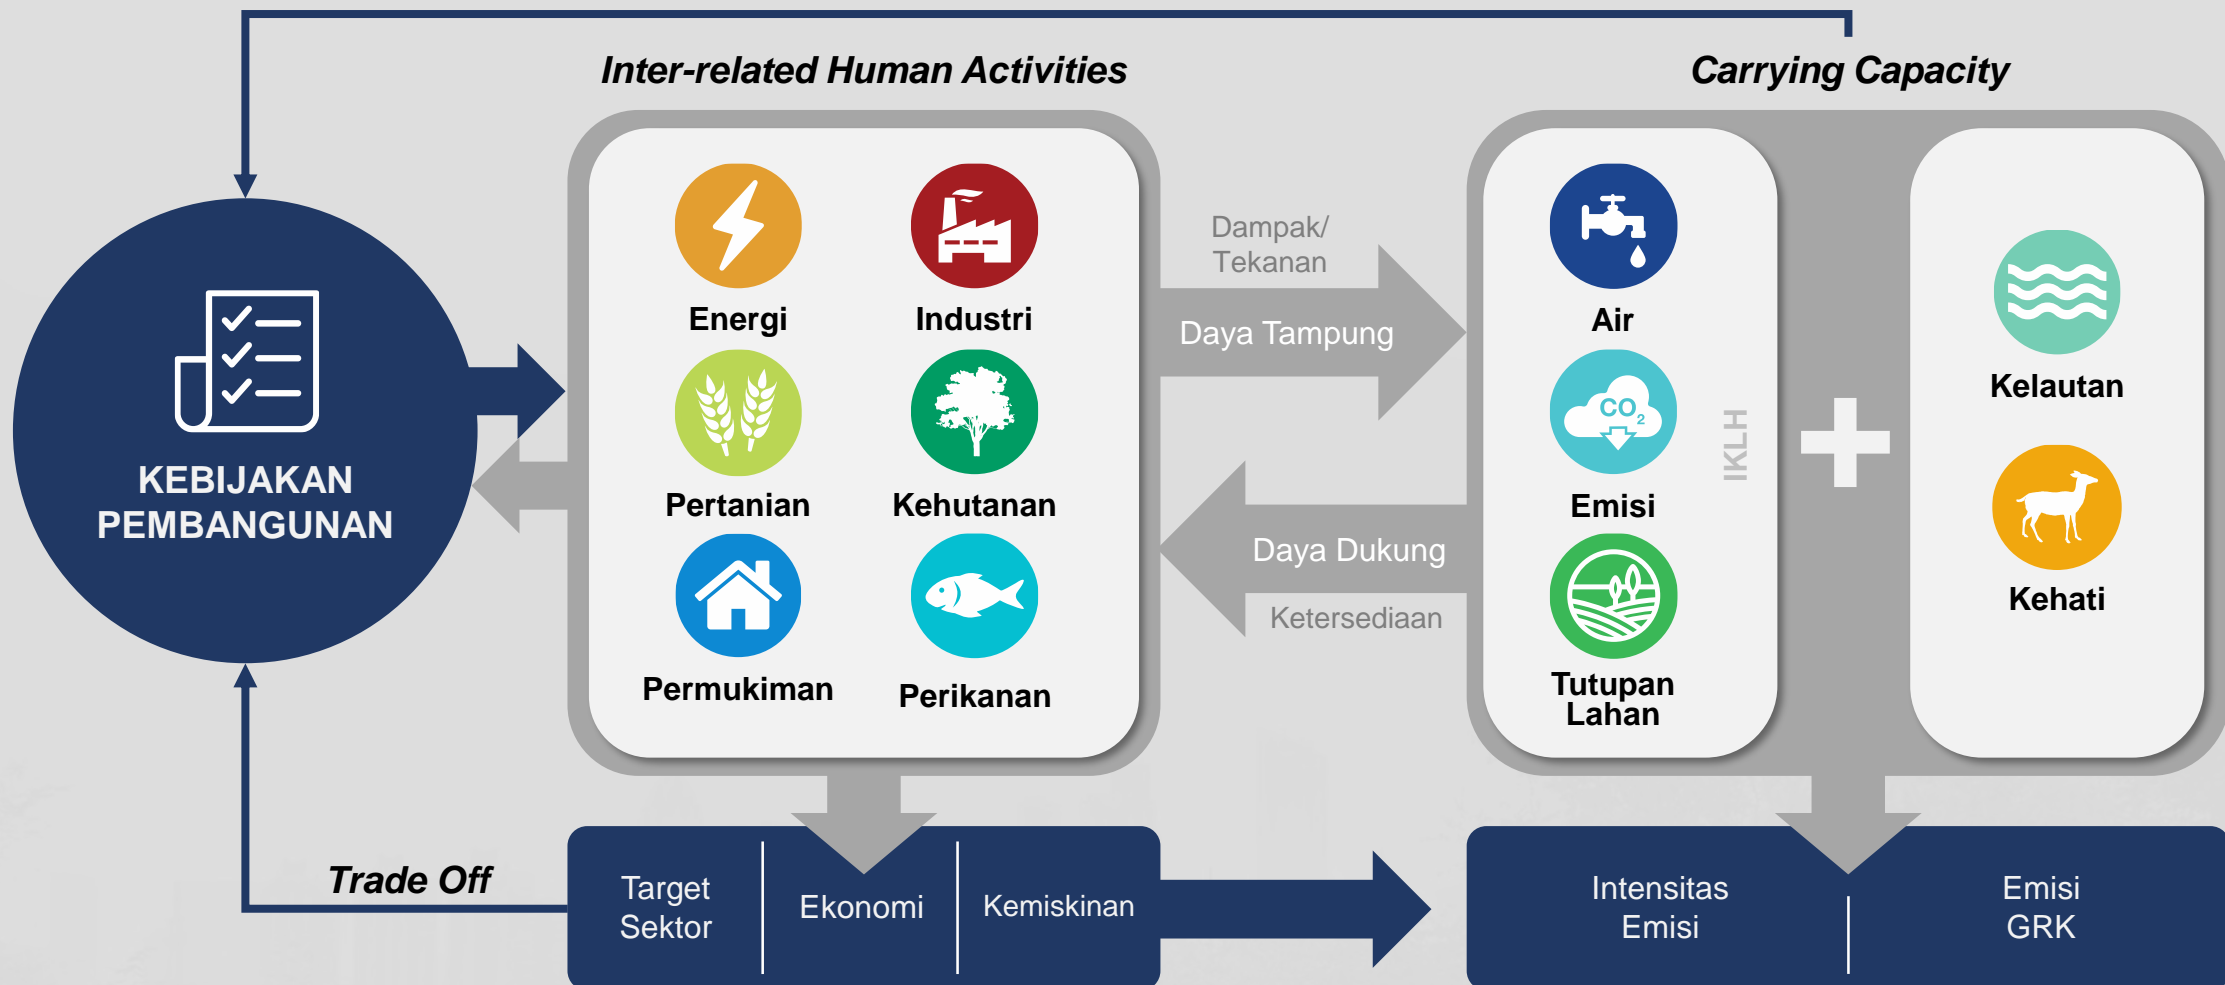 Inter-related Human Activities
Carrying Capacity
KEBIJAKAN
PEMBANGUNAN
Energi
Industri
Pertanian
Kehutanan
Permukiman
Perikanan
Dampak/
Tekanan
Daya Tampung
Daya Dukung
Ketersediaan
Air
CO2
Emisi
Tutupan
Lahan
IKLH
Kelautan
Kehati
Trade Off
Target
Sektor
Ekonomi
Kemiskinan
Intensitas
Emisi
Emisi
GRK